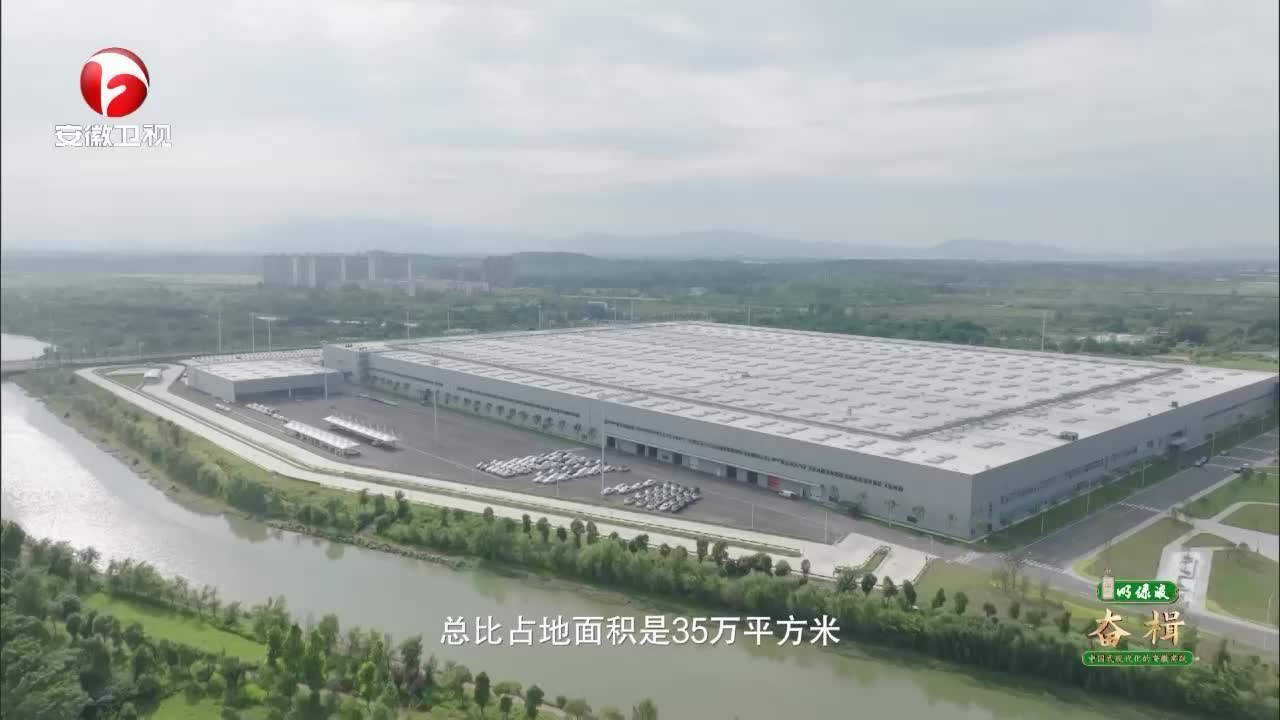 安徽卫视
总比占地面积是35万平方米
明绿液
奋楫
中国式现代化的安徽实践